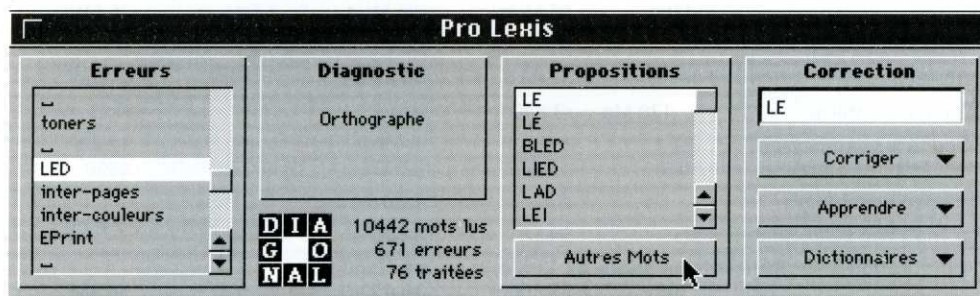 Pro Lexis
Erreurs
␣
toners
␣
LED
inter-pages
inter-couleurs
EPrint
␣
Diagnostic
Orthographe
DIA
G O
NAL
10442 mots lus
671 erreurs
76 traitées
Propositions
LE
LÉ
BLED
LIED
LAD
LEI
Autres Mots
Correction
LE
Corriger
Apprendre
Dictionnaires